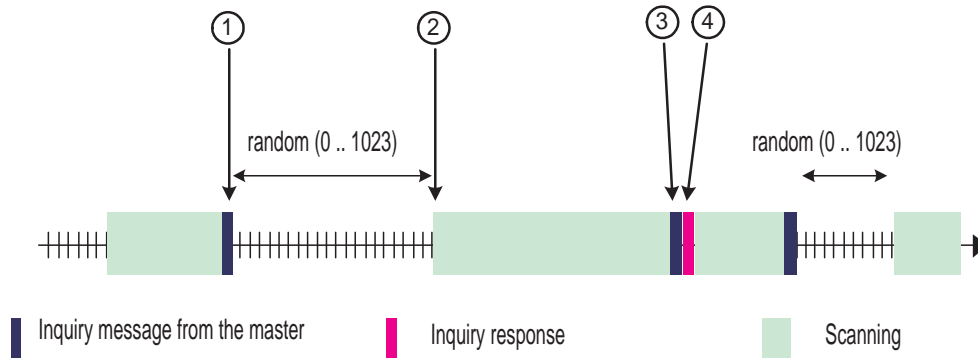 1
2
3
4
random (0 .. 1023)
random (0 .. 1023)
Inquiry message from the master
Inquiry response
Scanning